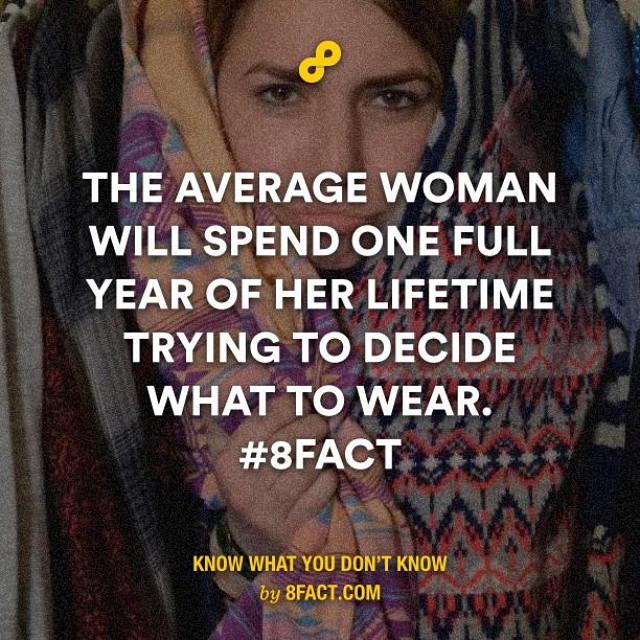 THE AVERAGE WOMAN
WILL SPEND ONE FULL
YEAR OF HER LIFETIME
TRYING TO DECIDE
WHAT TO WEAR.
#8FACT
KNOW WHAT YOU DON'T KNOW
by 8FACT.COM